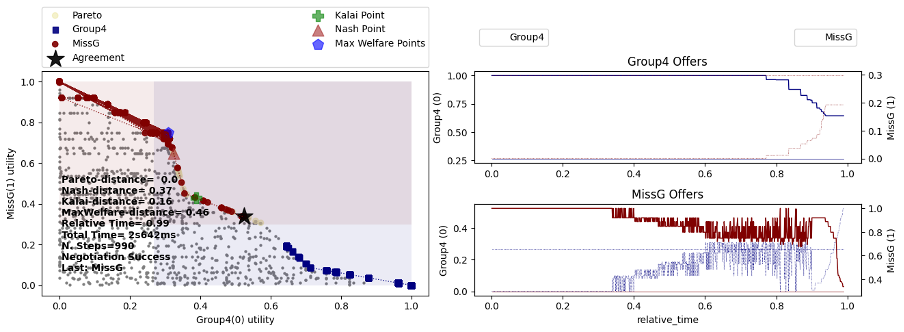 Pareto
Group4
MissG
Agreement
Kalai Point
Nash Point
Max Welfare Points
MissG(1) utility
1.0
0.8
0.6
0.4
0.2
0.0
Pareto-distance= 0.0
Nash-distance= 0.37
Kalai-distance= 0.16
MaxWelfare-distance= 0.46
Relative Time= 0.99
Total Time= 25642ms
N. Steps=990
Negotiation Success
Last: MissG
0.0 0.2 0.4 0.6 0.8 1.0
Group4(0) utility
Group4
MissG
Group4 Offers
Group4 (0)
1.00
0.75
0.50
0.25
0.3
0.2
0.1
0.0
MissG (1)
0.0 0.2 0.4 0.6 0.8 1.0
MissG Offers
Group4 (0)
0.4
0.2
0.0
1.0
0.8
0.6
0.4
MissG (1)
0.0 0.2 0.4 0.6 0.8 1.0
relative_time